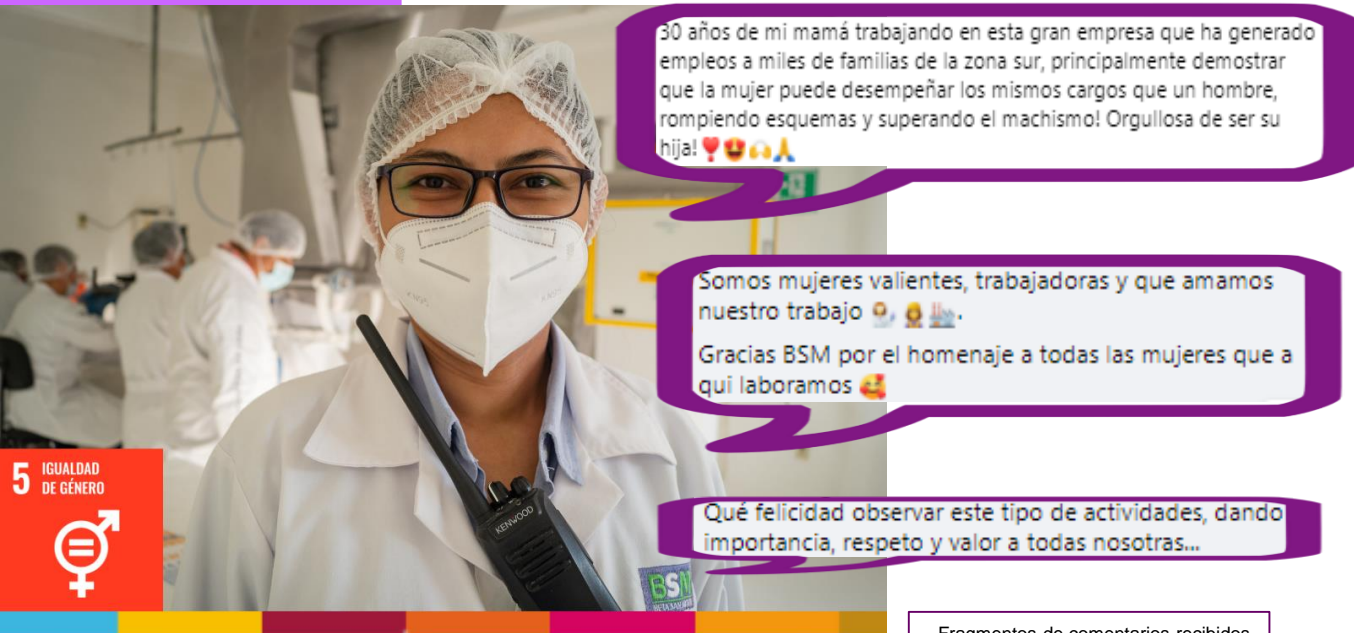 30 años de mi mamá trabajando en esta gran empresa que ha generado
empleos a miles de familias de la zona sur, principalmente demostrar
que la mujer puede desempeñar los mismos cargos que un hombre,
rompiendo esquemas y superando el machismo! Orgullosa de ser su
hija!❣️😍🙌🙏
Somos mujeres valientes, trabajadoras y que amamos
nuestro trabajo 👩‍🔬, 👷‍♀️🏭.
Gracias BSM por el homenaje a todas las mujeres que a
qui laboramos 🥰
Qué felicidad observar este tipo de actividades, dando
importancia, respeto y valor a todas nosotras...
5 IGUALDAD
DE GÉNERO
KENWOOD
BSM
Fragmentos de comentarios recibidos